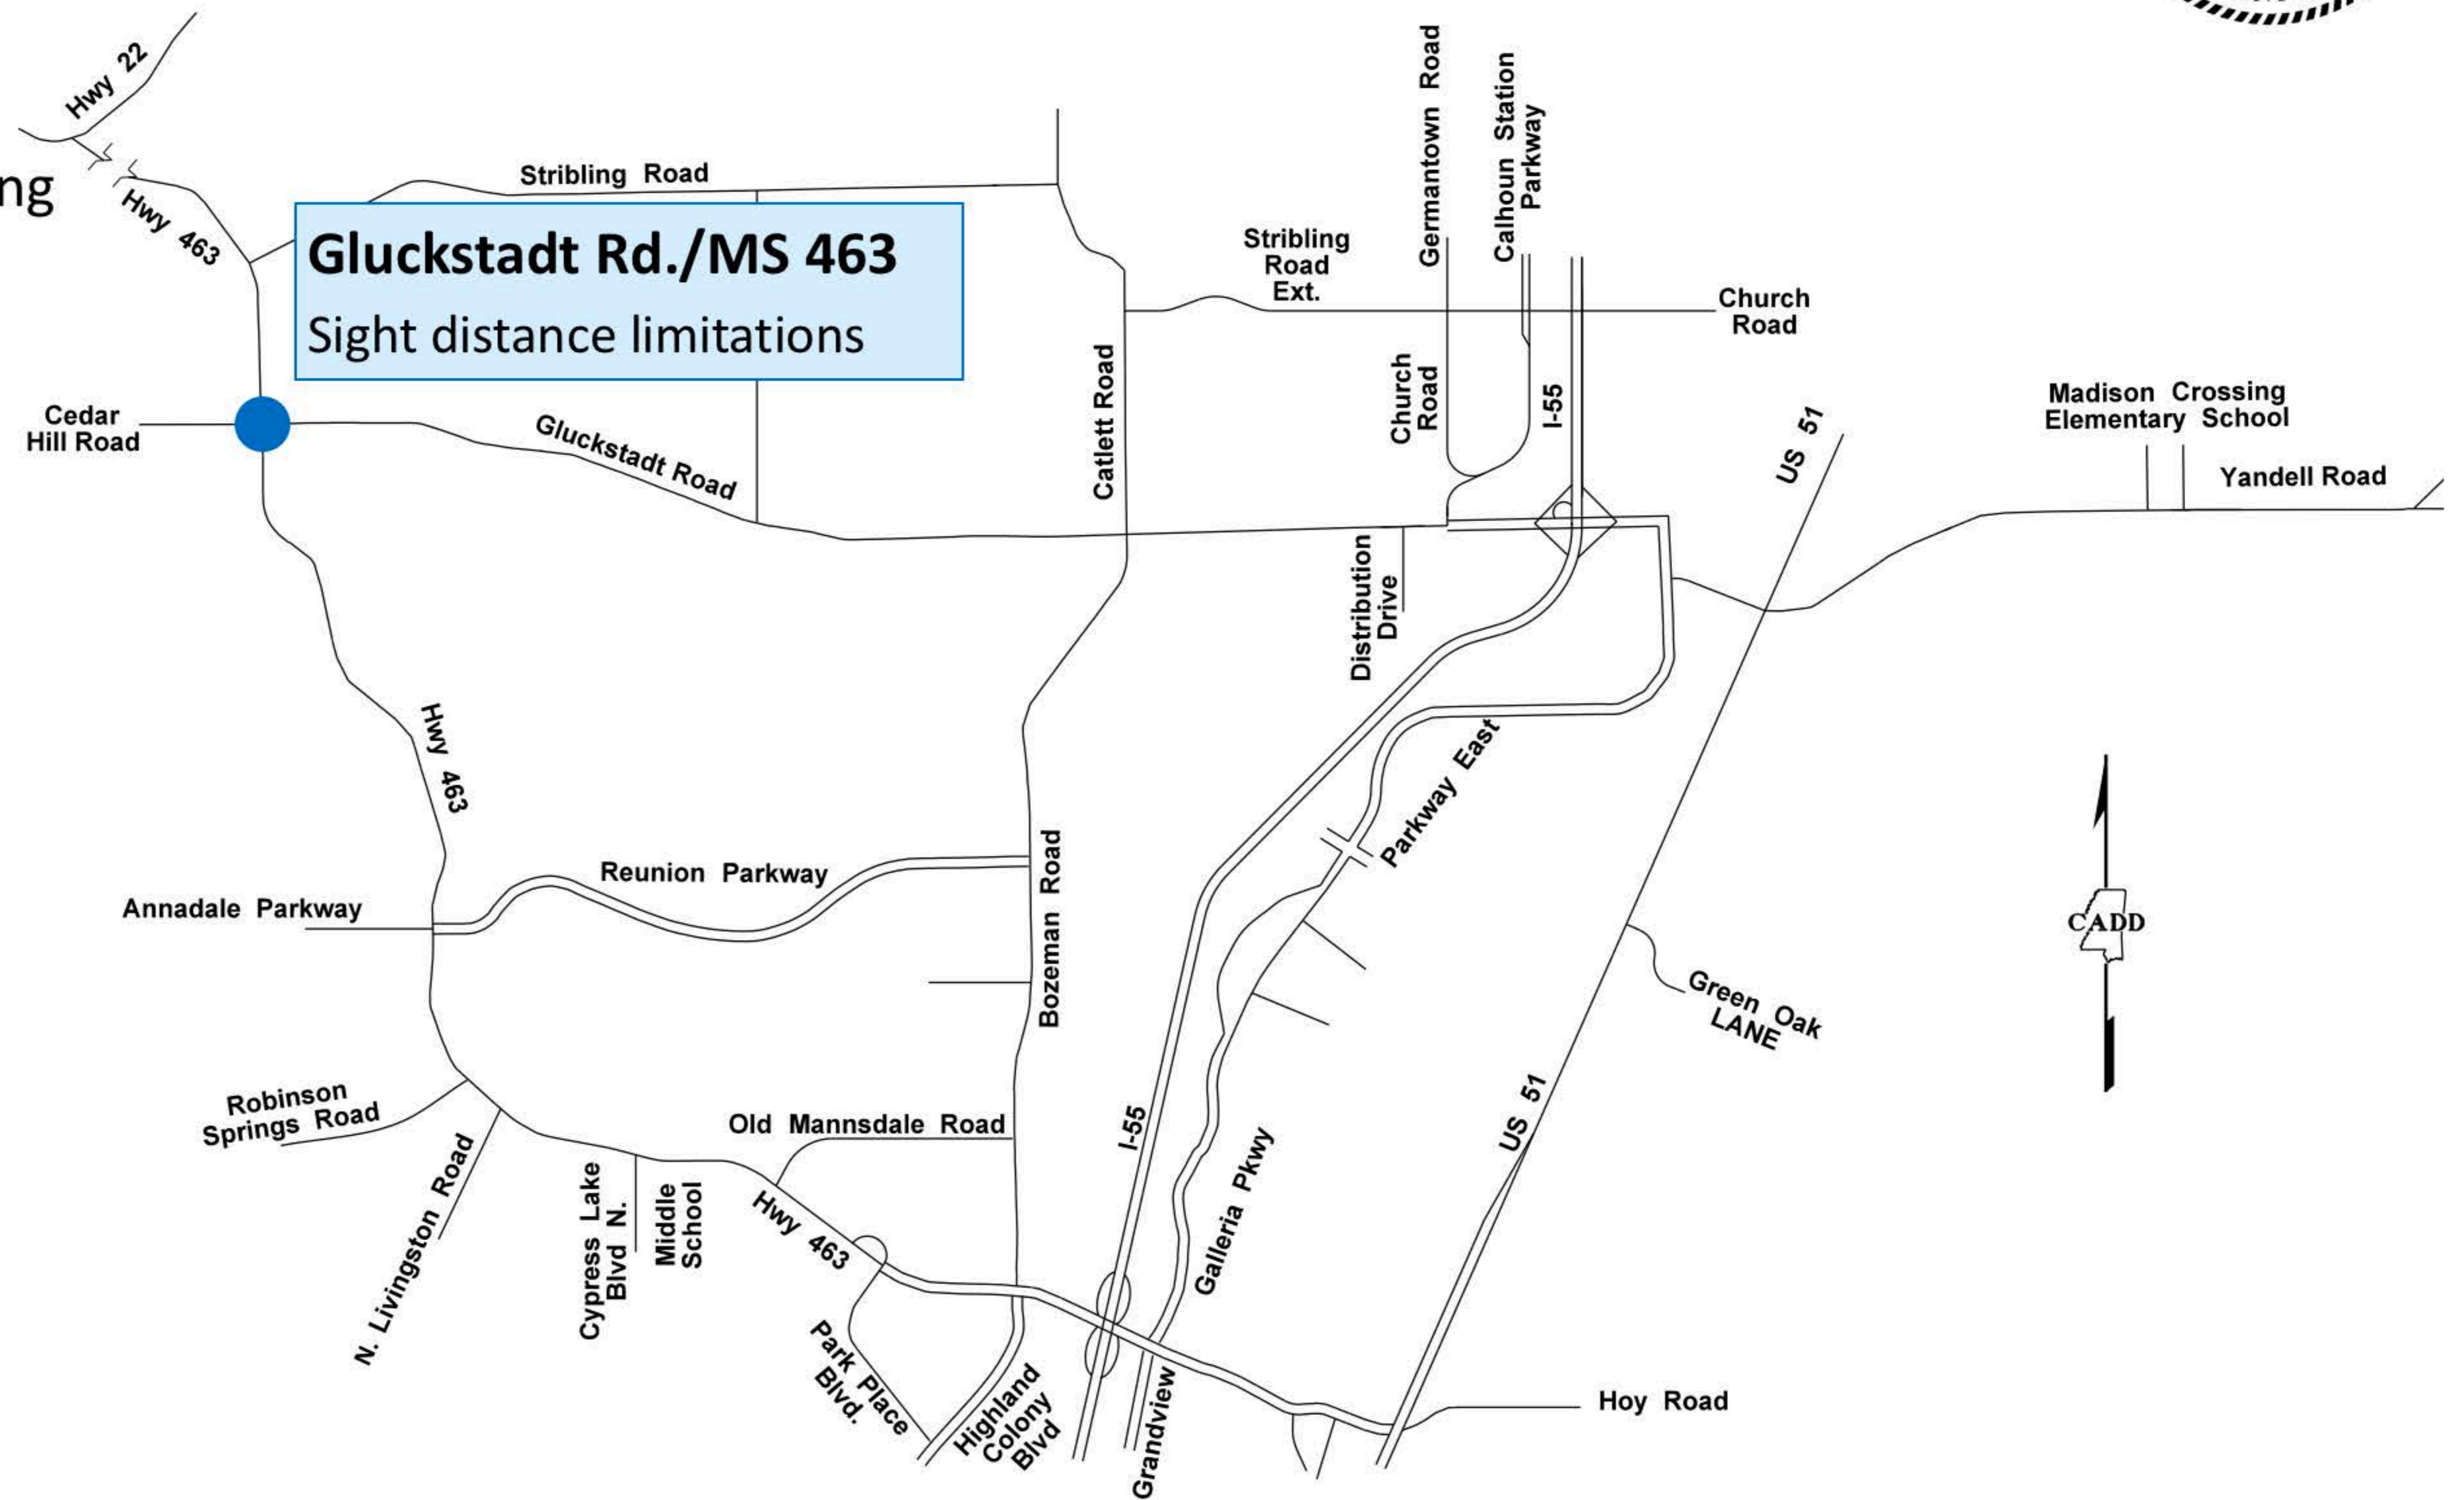 Hwy 22
ng
Hwy 463
Stribling Road
Gluckstadt Rd./MS 463
Sight distance limitations
Germantown Road
Calhoun Station
Parkway
Stribling
Road
Ext.
Church
Road
Cedar
Hill Road
Gluckstadt Road
Catlett Road
Church
Road
I-55
US 51
Madison Crossing
Elementary School
Yandell Road
Distribution
Drive
Hwy 463
Parkway East
Reunion Parkway
Annadale Parkway
Bozeman Road
CADD
Green Oak
LANE
Robinson
Springs Road
Old Mannsdale Road
I-55
US 51
N. Livingston Road
Cypress Lake
Blvd N.
Middle
School
Hwy 463
Galleria Pkwy
Park Place
Blvd.
Highland
Colony
Blvd
Grandview
Hoy Road